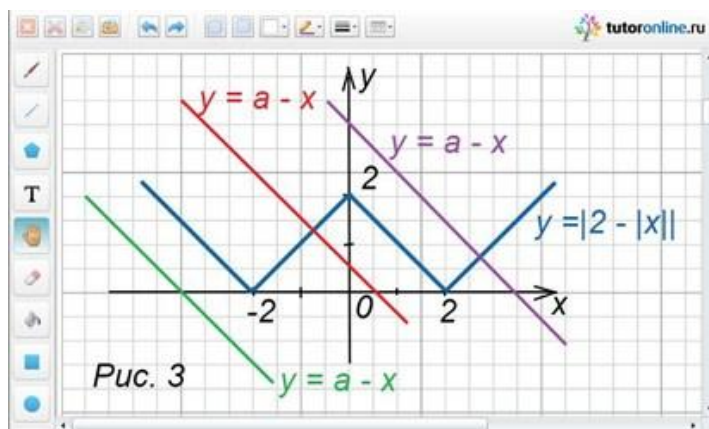 tutoronline.ru
T
y
y = a - x
y = a - x
2
y =|2 - |x||
-2
0
2
x
Рис. 3
y = a - x